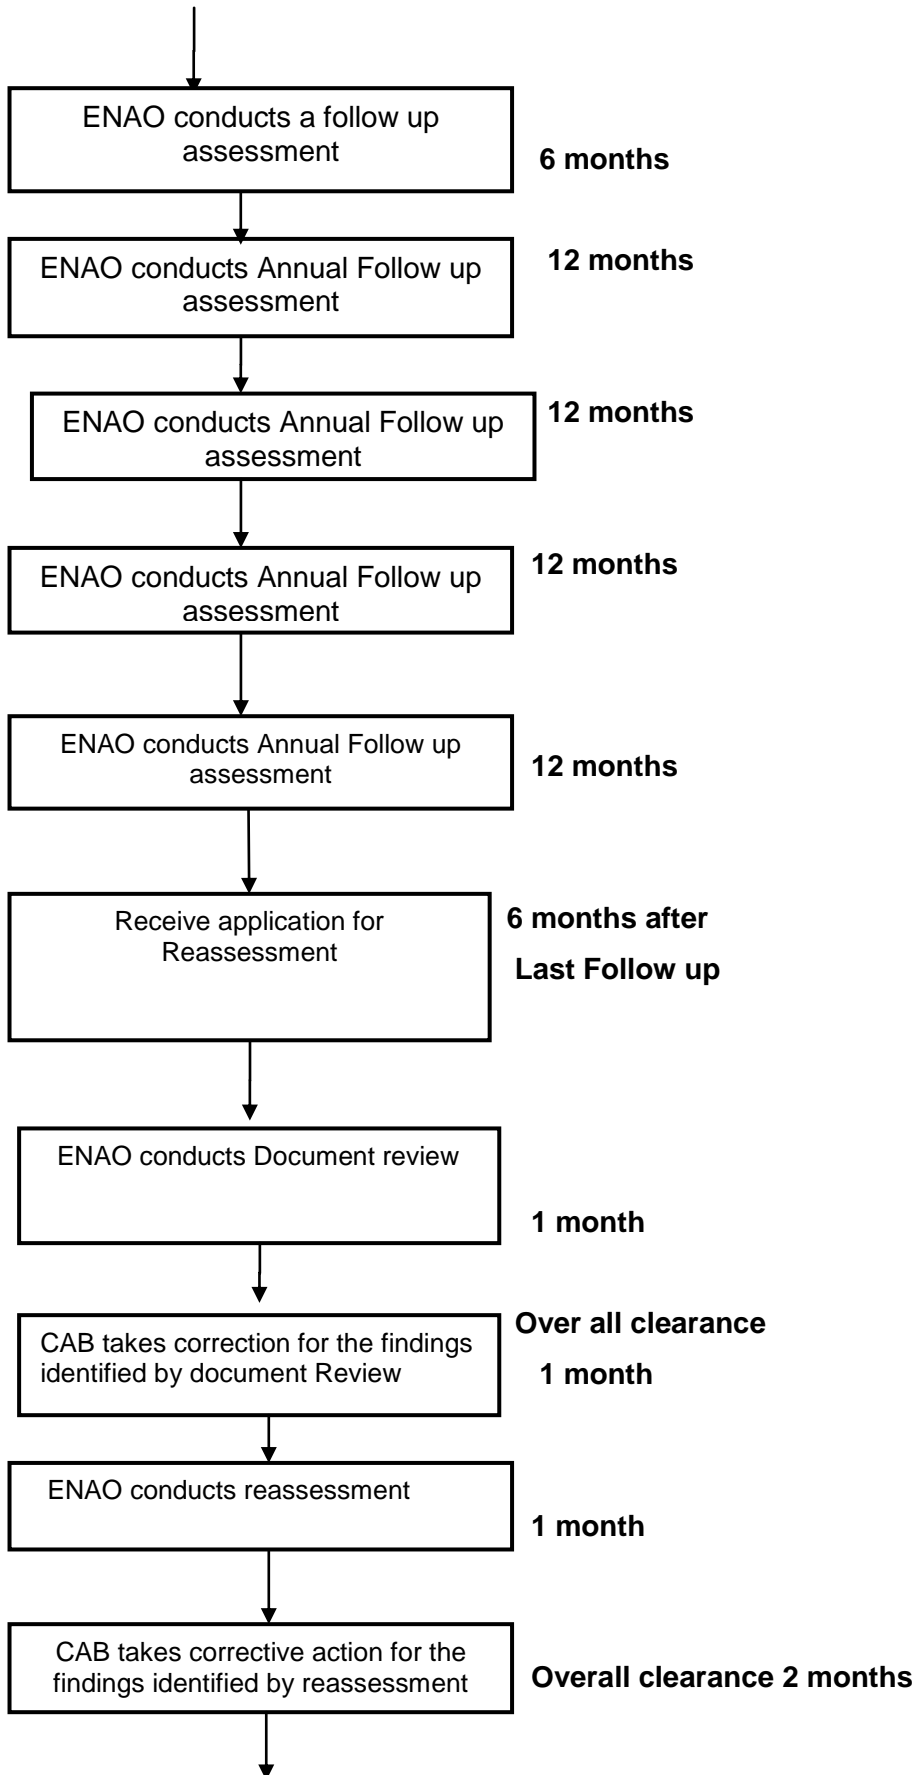 ENAO conducts a follow up
assessment
6 months
ENAO conducts Annual Follow up
assessment
12 months
ENAO conducts Annual Follow up
assessment
12 months
ENAO conducts Annual Follow up
assessment
12 months
ENAO conducts Annual Follow up
assessment
12 months
Receive application for
Reassessment
6 months after
Last Follow up
ENAO conducts Document review
1 month
CAB takes correction for the findings
identified by document Review
Over all clearance
1 month
ENAO conducts reassessment
1 month
CAB takes corrective action for the
findings identified by reassessment
Overall clearance 2 months